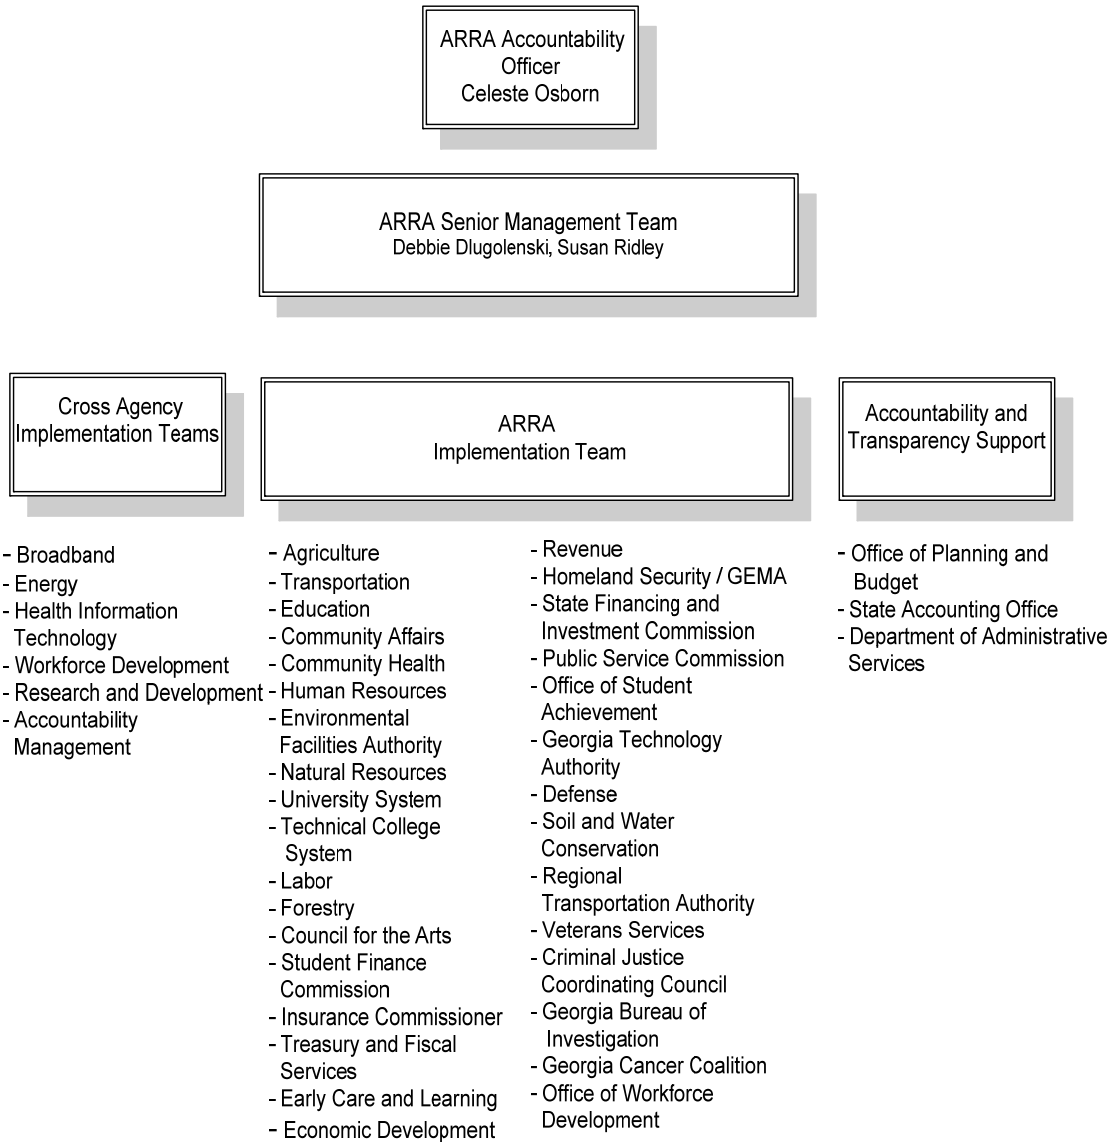 ARRA Accountability
Officer
Celeste Osborn
ARRA Senior Management Team
Debbie Dlugolenski, Susan Ridley
Cross Agency
Implementation Teams
ARRA
Implementation Team
Accountability and
Transparency Support
- Broadband
- Energy
- Health Information
Technology
- Workforce Development
- Research and Development
- Accountability
Management
- Agriculture
- Transportation
- Education
- Community Affairs
- Community Health
- Human Resources
- Environmental
Facilities Authority
- Natural Resources
- University System
- Technical College
System
- Labor
- Forestry
- Council for the Arts
- Student Finance
Commission
- Insurance Commissioner
- Treasury and Fiscal
Services
- Early Care and Learning
- Economic Development
- Revenue
- Homeland Security / GEMA
- State Financing and
Investment Commission
- Public Service Commission
- Office of Student
Achievement
- Georgia Technology
Authority
- Defense
- Soil and Water
Conservation
- Regional
Transportation Authority
- Veterans Services
- Criminal Justice
Coordinating Council
- Georgia Bureau of
Investigation
- Georgia Cancer Coalition
- Office of Workforce
Development
- Office of Planning and
Budget
- State Accounting Office
- Department of Administrative
Services